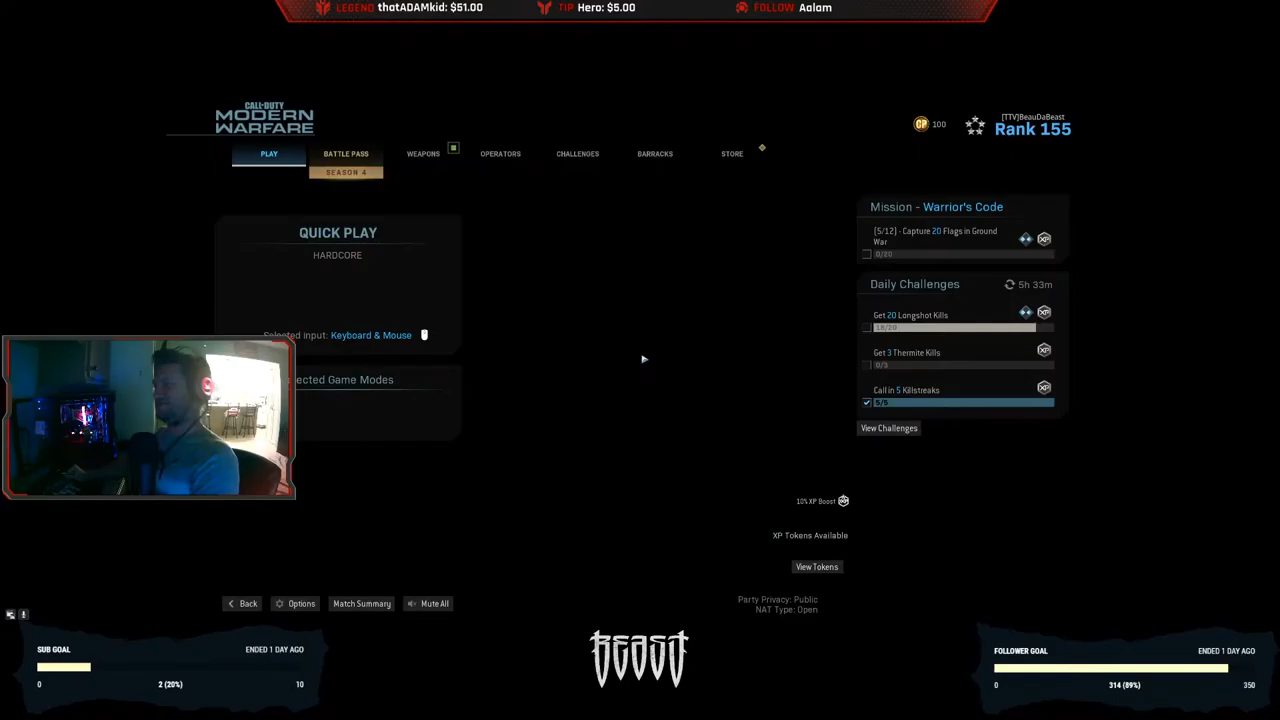 LEGEND thatADAMkid: $51.00 TIP Hero: $5.00 FOLLOW Aalam
CALL·DUTY
MODERN
WARFARE
CP 100
[TTV]BeauDaBeast
Rank 155
PLAY BATTLE PASS WEAPONS OPERATORS CHALLENGES BARRACKS STORE
SEASON 4
QUICK PLAY
HARDCORE
Selected input: Keyboard & Mouse
ected Game Modes
Mission - Warrior's Code
[5/12] - Capture 20 Flags in Ground
War
XP
0/20
Daily Challenges 5h 33m
Get 20 Longshot Kills
XP
18/20
Get 3 Thermite Kills
XP
0/3
Call in 5 Killstreaks
XP
5/5
View Challenges
10% XP Boost
XP Tokens Available
View Tokens
Party Privacy: Public
NAT Type: Open
Back Options Match Summary Mute All
SUB GOAL ENDED 1 DAY AGO
0 2 (20%) 10
BEAST
FOLLOWER GOAL ENDED 1 DAY AGO
0 314 (89%) 350